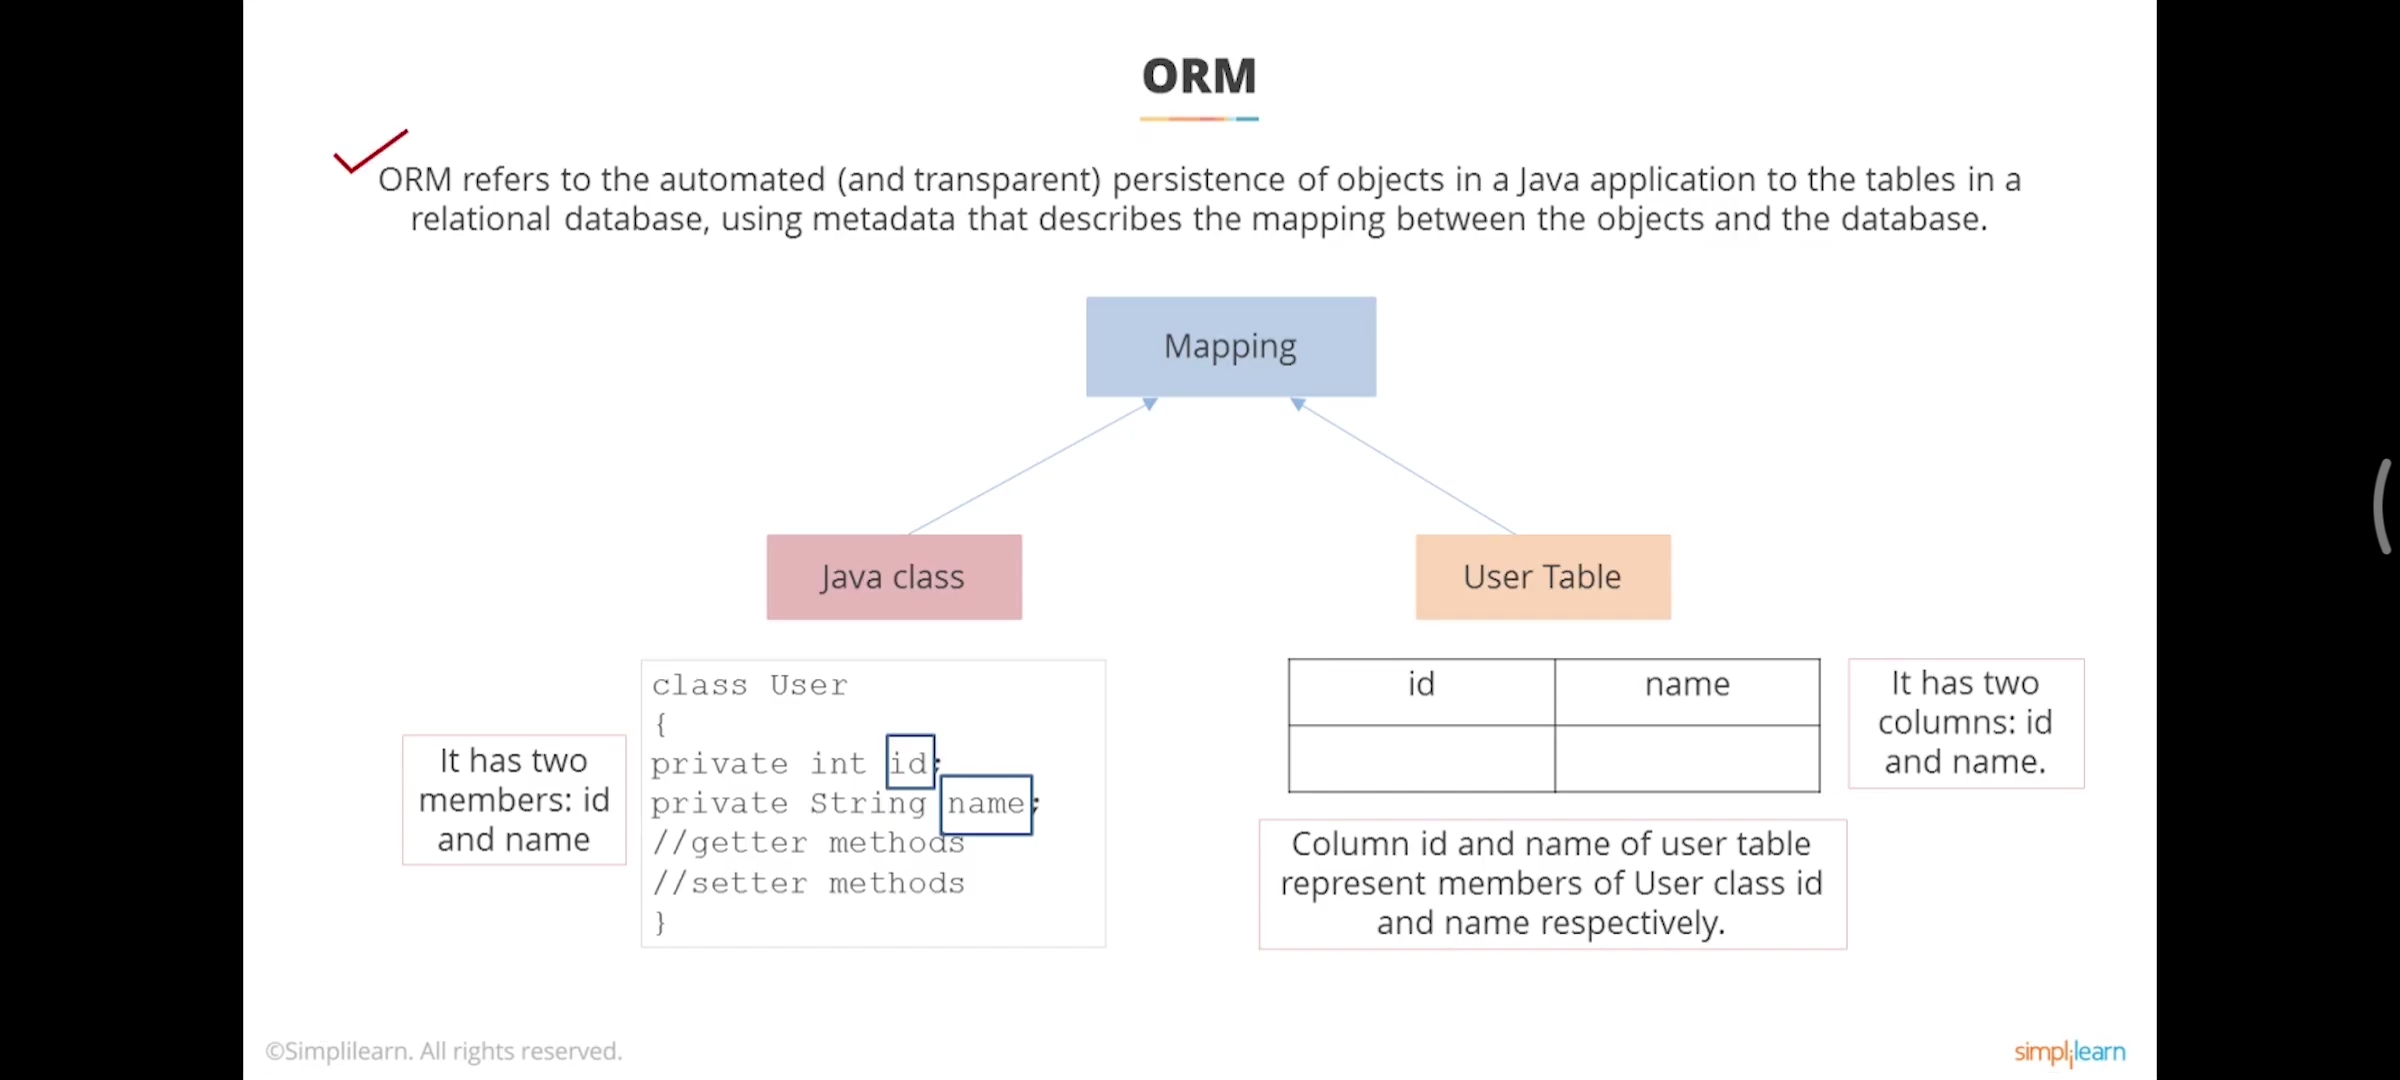 ORM
ORM refers to the automated (and transparent) persistence of objects in a Java application to the tables in a
relational database, using metadata that describes the mapping between the objects and the database.
Mapping
Java class
User Table
class User
{
private int id;
private String name;
//getter methods
//setter methods
}
It has two
members: id
and name
id name
It has two
columns: id
and name.
Column id and name of user table
represent members of User class id
and name respectively.
©Simplilearn. All rights reserved.
simplilearn